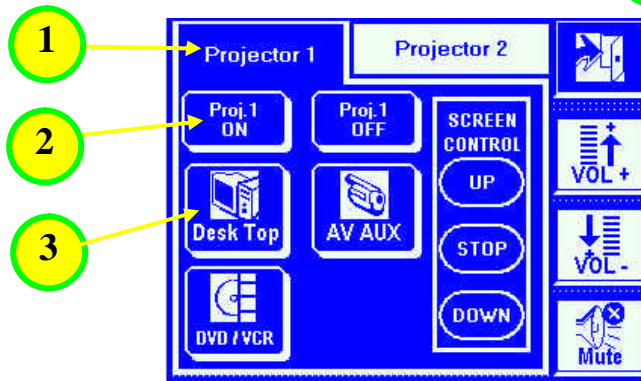 1
2
3
Projector 1
Projector 2
Proj.1
ON
Proj.1
OFF
SCREEN
CONTROL
UP
STOP
DOWN
Desk Top
AV AUX
DVD / VCR
VOL +
VOL -
Mute